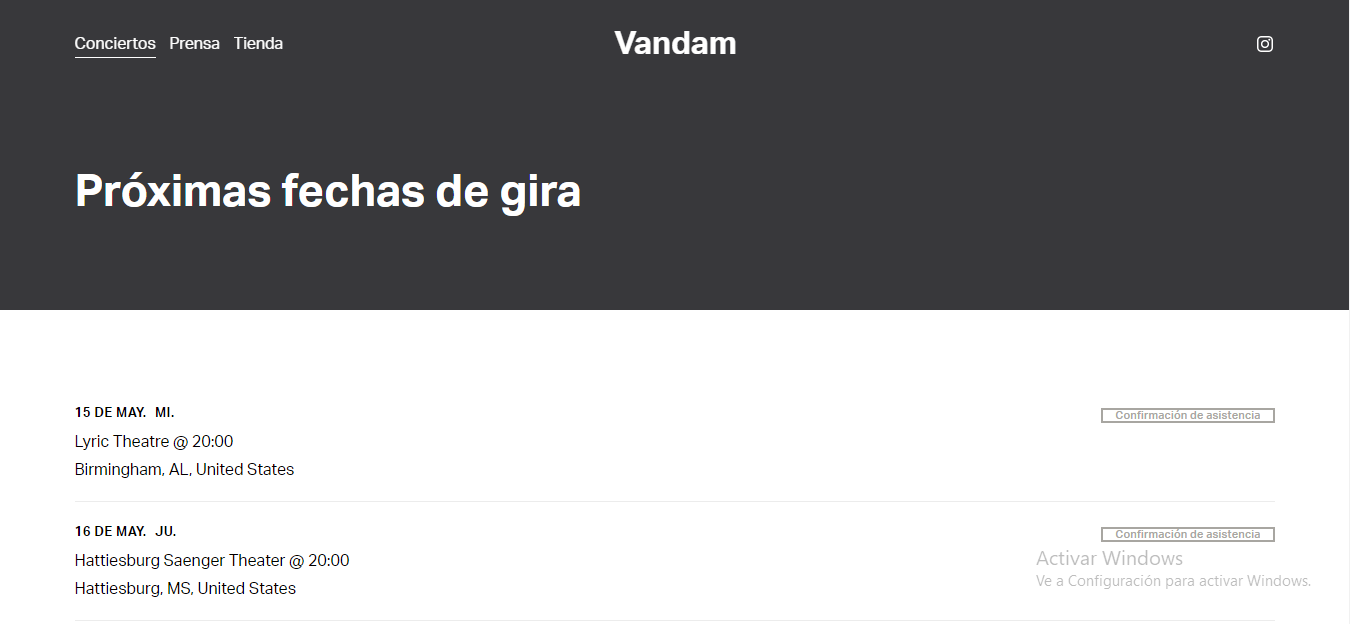 Conciertos Prensa Tienda
Vandam
Próximas fechas de gira
15 DE MAY. MI.
Confirmación de asistencia
Lyric Theatre @ 20:00
Birmingham, AL, United States
16 DE MAY. JU.
Confirmación de asistencia
Hattiesburg Saenger Theater @ 20:00
Hattiesburg, MS, United States
Activar Windows
Ve a Configuración para activar Windows.